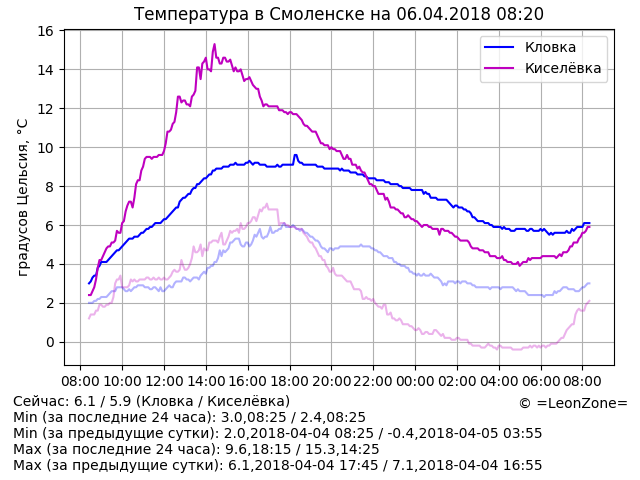 Температура в Смоленске на 06.04.2018 08:20
16
14
12
10
8
6
4
2
0
градусов Цельсия, °C
Кловка
Киселёвка
08:00 10:00 12:00 14:00 16:00 18:00 20:00 22:00 00:00 02:00 04:00 06:00 08:00
Сейчас: 6.1 / 5.9 (Кловка / Киселёвка)
© =LeonZone=
Min (за последние 24 часа): 3.0,08:25 / 2.4,08:25
Min (за предыдущие сутки): 2.0,2018-04-04 08:25 / -0.4,2018-04-05 03:55
Max (за последние 24 часа): 9.6,18:15 / 15.3,14:25
Max (за предыдущие сутки): 6.1,2018-04-04 17:45 / 7.1,2018-04-04 16:55